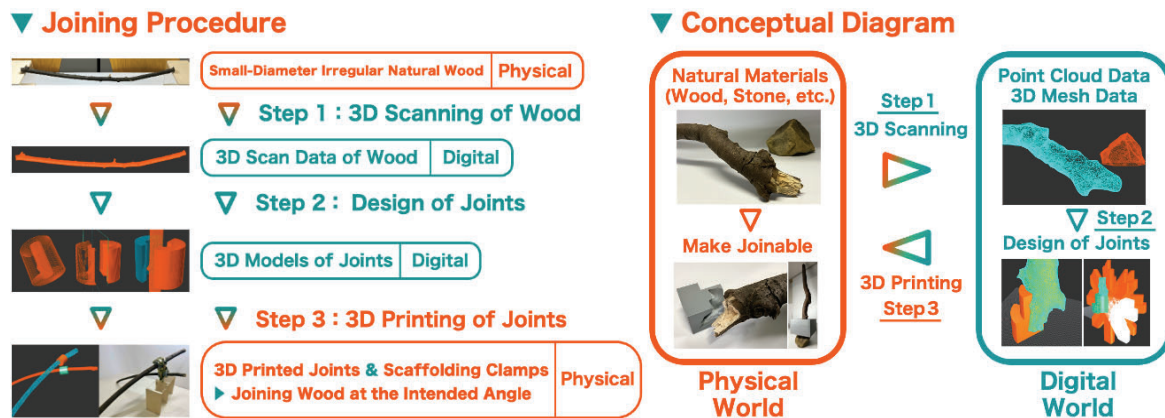 ▼ Joining Procedure
Small-Diameter Irregular Natural Wood Physical
Step 1 : 3D Scanning of Wood
3D Scan Data of Wood Digital
Step 2 : Design of Joints
3D Models of Joints Digital
Step 3 : 3D Printing of Joints
3D Printed Joints & Scaffolding Clamps
▶ Joining Wood at the Intended Angle
Physical
▼ Conceptual Diagram
Natural Materials
(Wood, Stone, etc.)
Make Joinable
Physical
World
Step 1
3D Scanning
3D Printing
Step 3
Point Cloud Data
3D Mesh Data
Step 2
Design of Joints
Digital
World